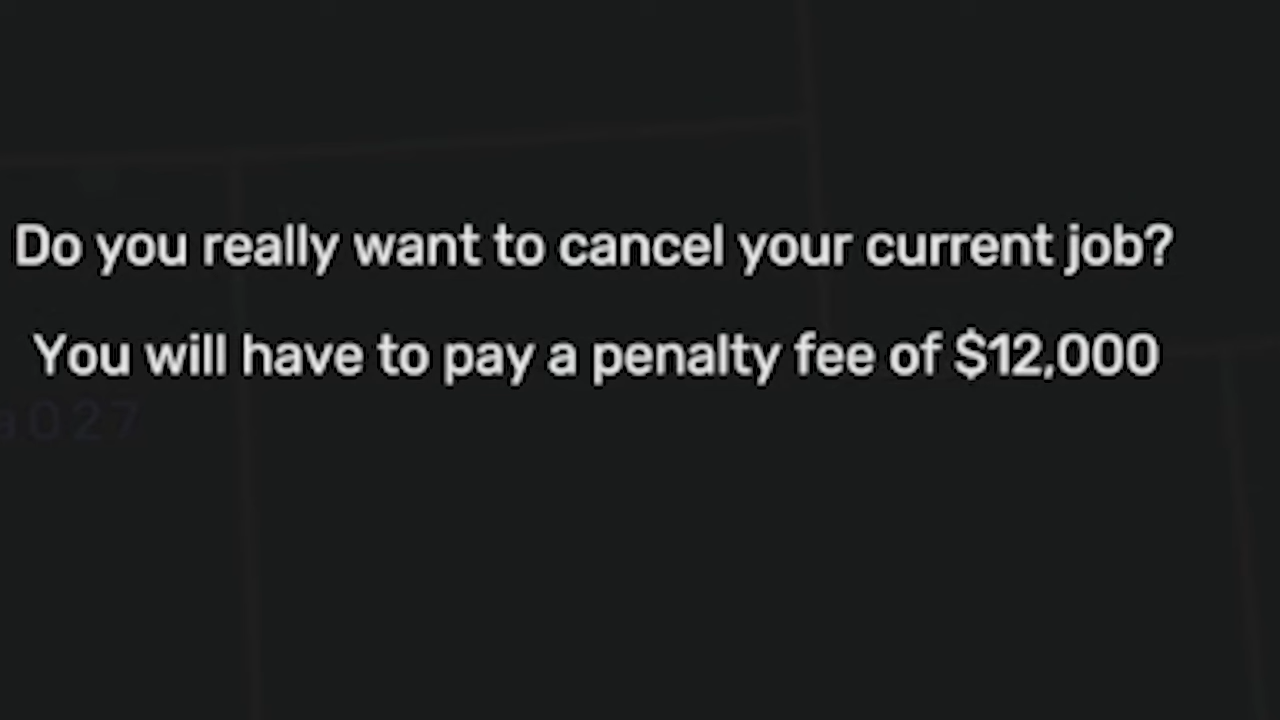 Do you really want to cancel your current job?
You will have to pay a penalty fee of $12,000
027